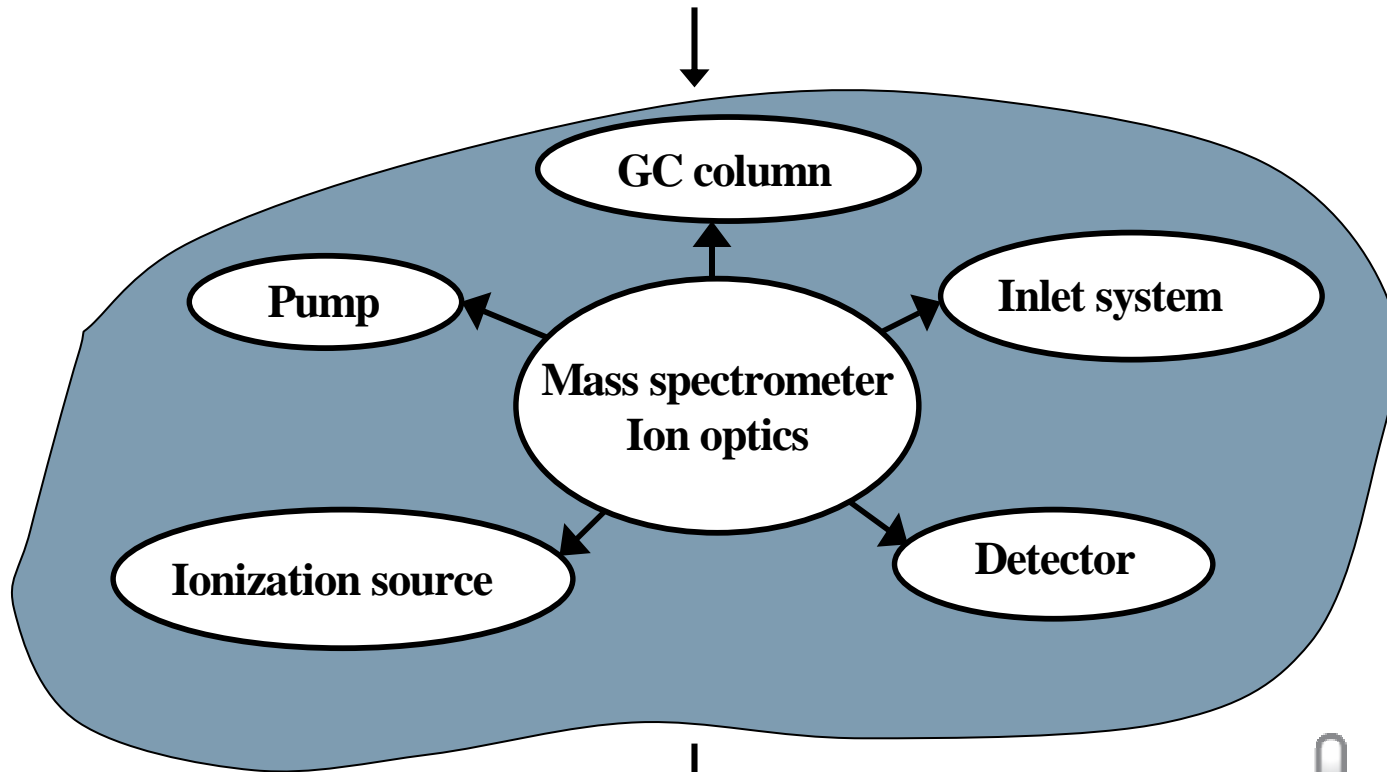 GC column
Pump
Inlet system
Mass spectrometer
Ion optics
Ionization source
Detector